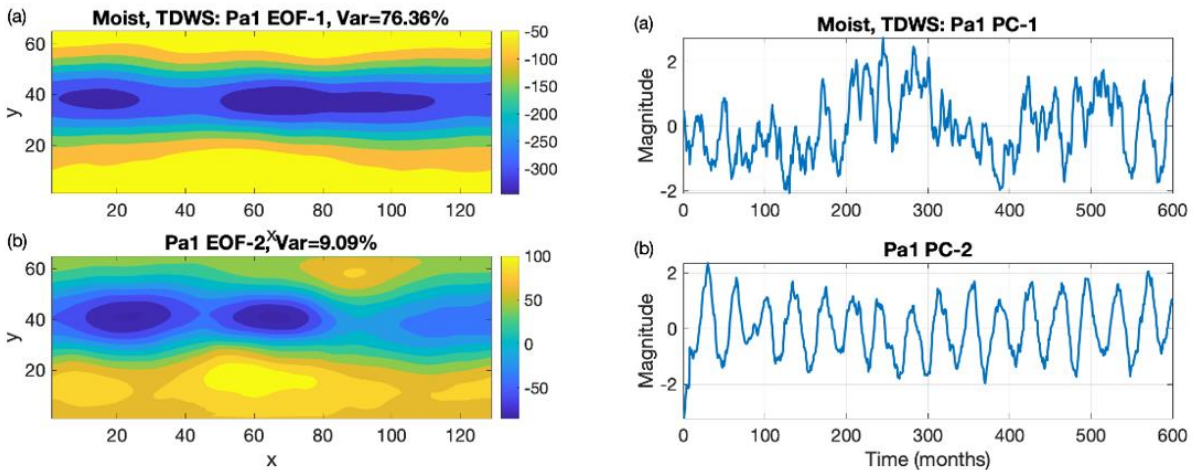 (a)
Moist, TDWS: Pa1 EOF-1, Var=76.36%
60
40
20
y
20 40 60 80 100 120
x
-50
-100
-150
-200
-250
-300
(b)
Pa1 EOF-2, Var=9.09%
60
40
20
y
20 40 60 80 100 120
x
100
50
0
-50
(a)
Moist, TDWS: Pa1 PC-1
2
0
-2
Magnitude
0 100 200 300 400 500 600
(b)
Pa1 PC-2
2
0
-2
Magnitude
0 100 200 300 400 500 600
Time (months)